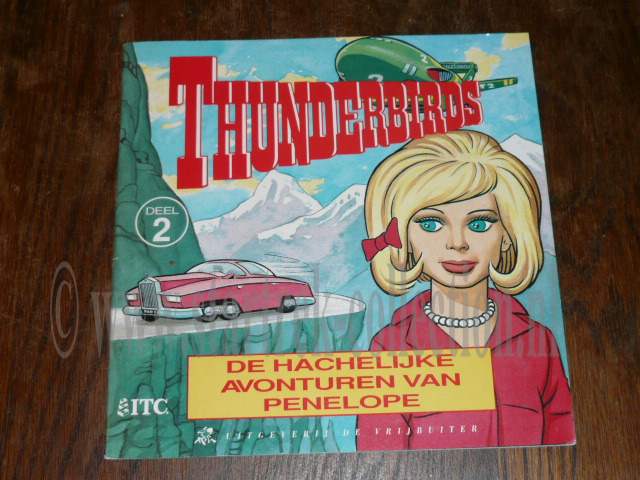 THUNDERBIRDS
DEEL
2
DE HACHELIJKE
AVONTUREN VAN
PENELOPE
ITC
UITGEVERIJ DE VRIJBUITER